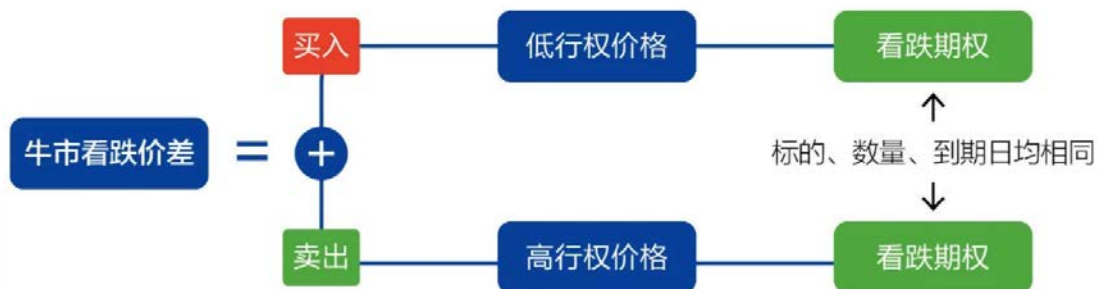 买入
低行权价格
看跌期权
牛市看跌价差
=
+
标的、数量、到期日均相同
卖出
高行权价格
看跌期权